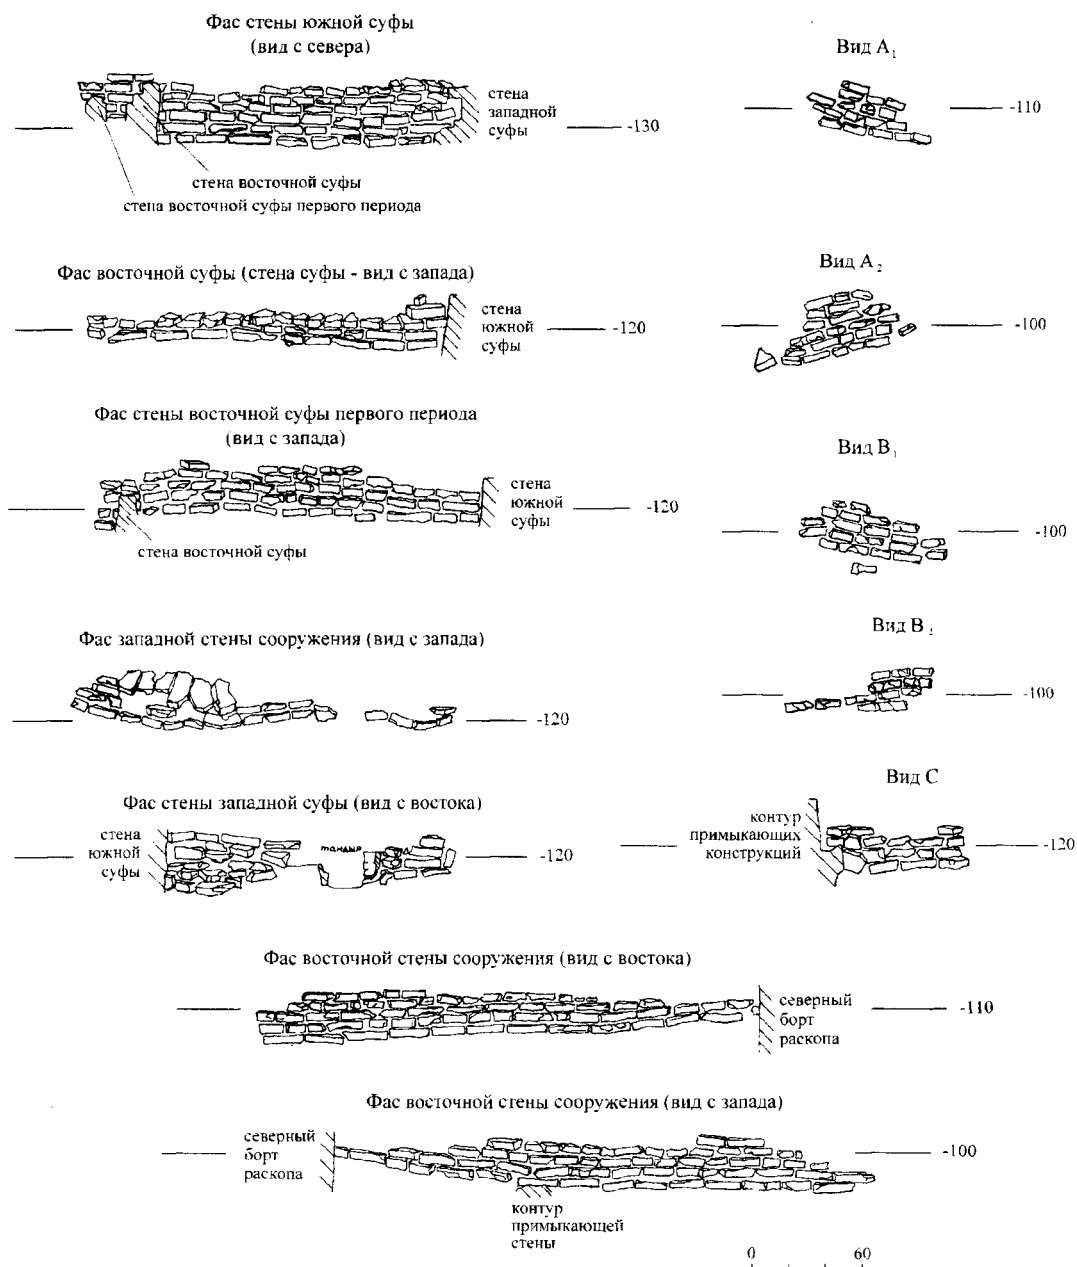 Фас стены южной суфы
(вид с севера)
стена
западной
суфы
-130
стена восточной суфы
стена восточной суфы первого периода
Вид А1
-110
Фас восточной суфы (стена суфы - вид с запада)
стена
южной
суфы
-120
Вид А2
-100
Фас стены восточной суфы первого периода
(вид с запада)
стена
южной
суфы
-120
стена восточной суфы
Вид В1
-100
Фас западной стены сооружения (вид с запада)
-120
Вид В2
-100
Фас стены западной суфы (вид с востока)
стена
южной
суфы
тандыр
-120
Вид С
контур
примыкающих
конструкций
-120
Фас восточной стены сооружения (вид с востока)
северный
борт
раскопа
-110
Фас восточной стены сооружения (вид с запада)
северный
борт
раскопа
-100
контур
примыкающей
стены
0 60